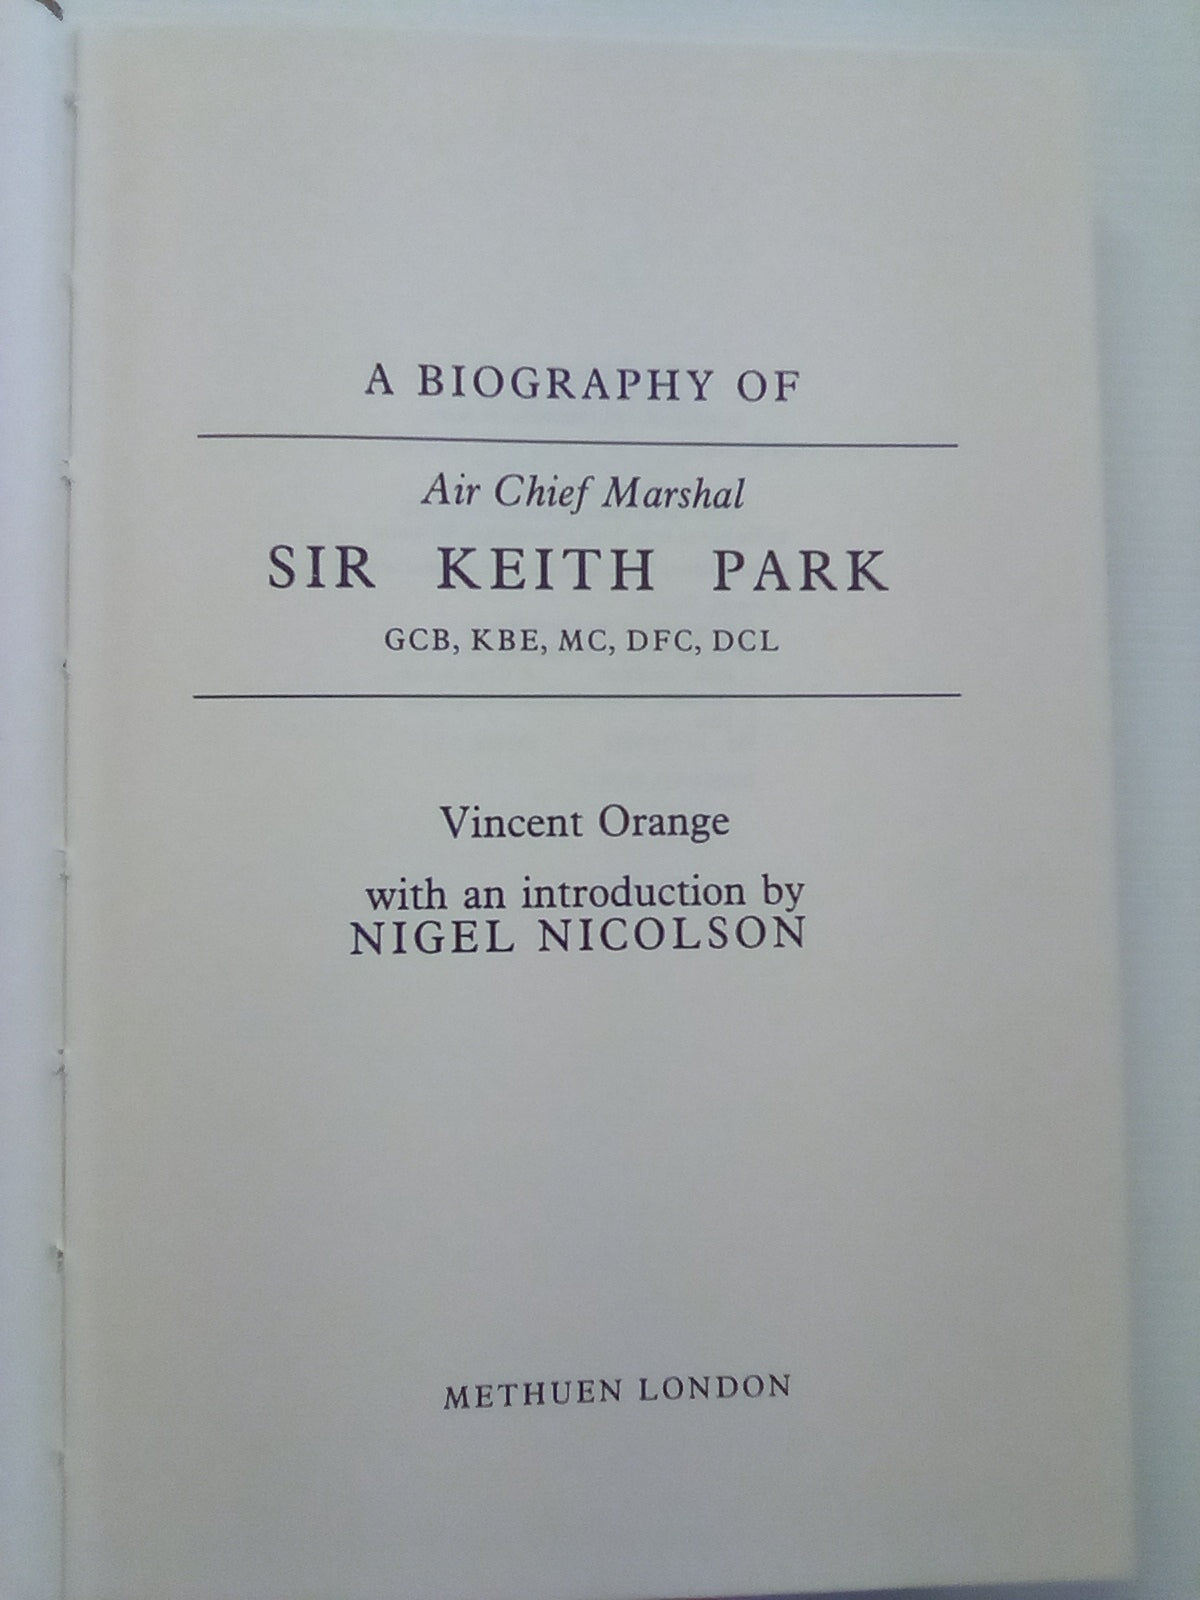 A BIOGRAPHY OF
Air Chief Marshal
SIR KEITH PARK
GCB, KBE, MC, DFC, DCL
Vincent Orange
with an introduction by
NIGEL NICOLSON
METHUEN LONDON